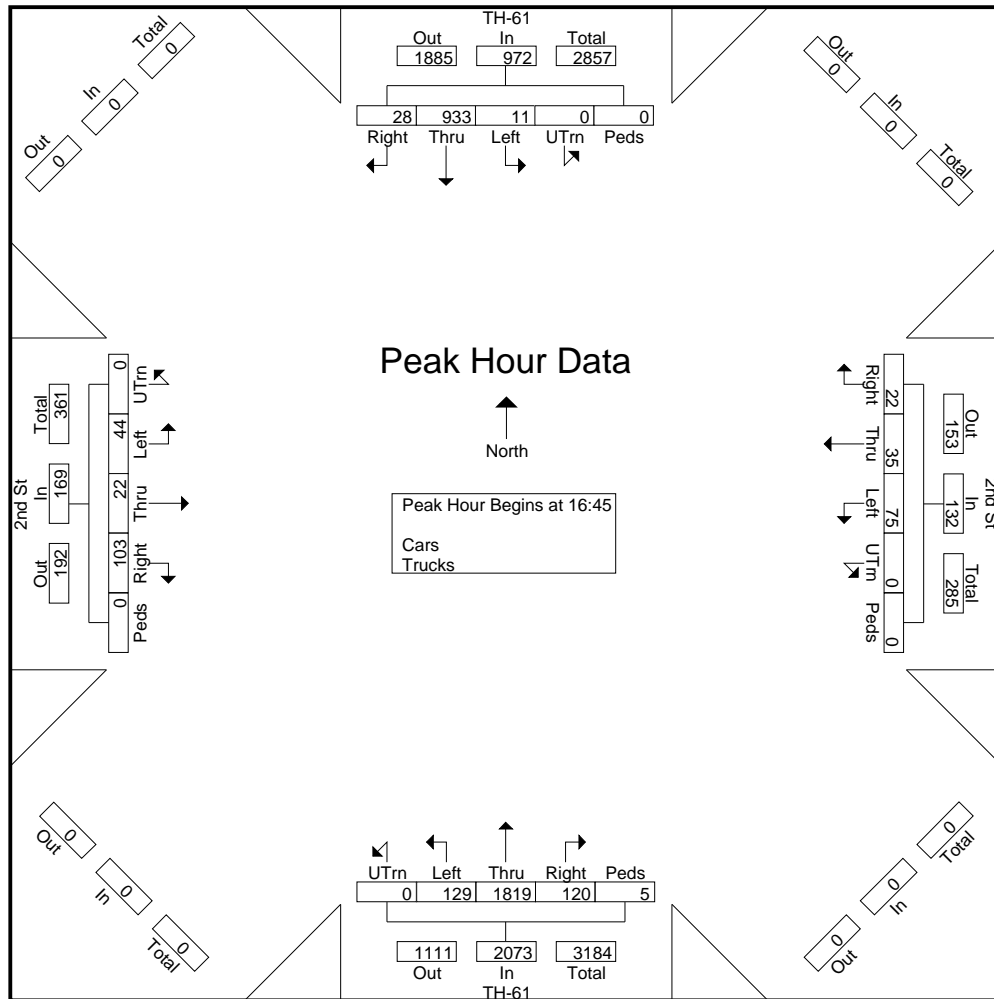 TH-61
Out In Total
1885 972 2857
28 933 11 0 0
Right Thru Left UTrn Peds
Out In Total
0 0 0
Out In Total
0 0 0
2nd St
Total In Out
361 169 192
0 44 22 103 0
UTrn Left Thru Right Peds
Peak Hour Data
North
Peak Hour Begins at 16:45
Cars
Trucks
Right Thru Left UTrn Peds
22 35 75 0 0
Out In Total
153 132 285
2nd St
Out In Total
0 0 0
UTrn Left Thru Right Peds
0 129 1819 120 5
1111 2073 3184
Out In Total
TH-61
Out In Total
0 0 0